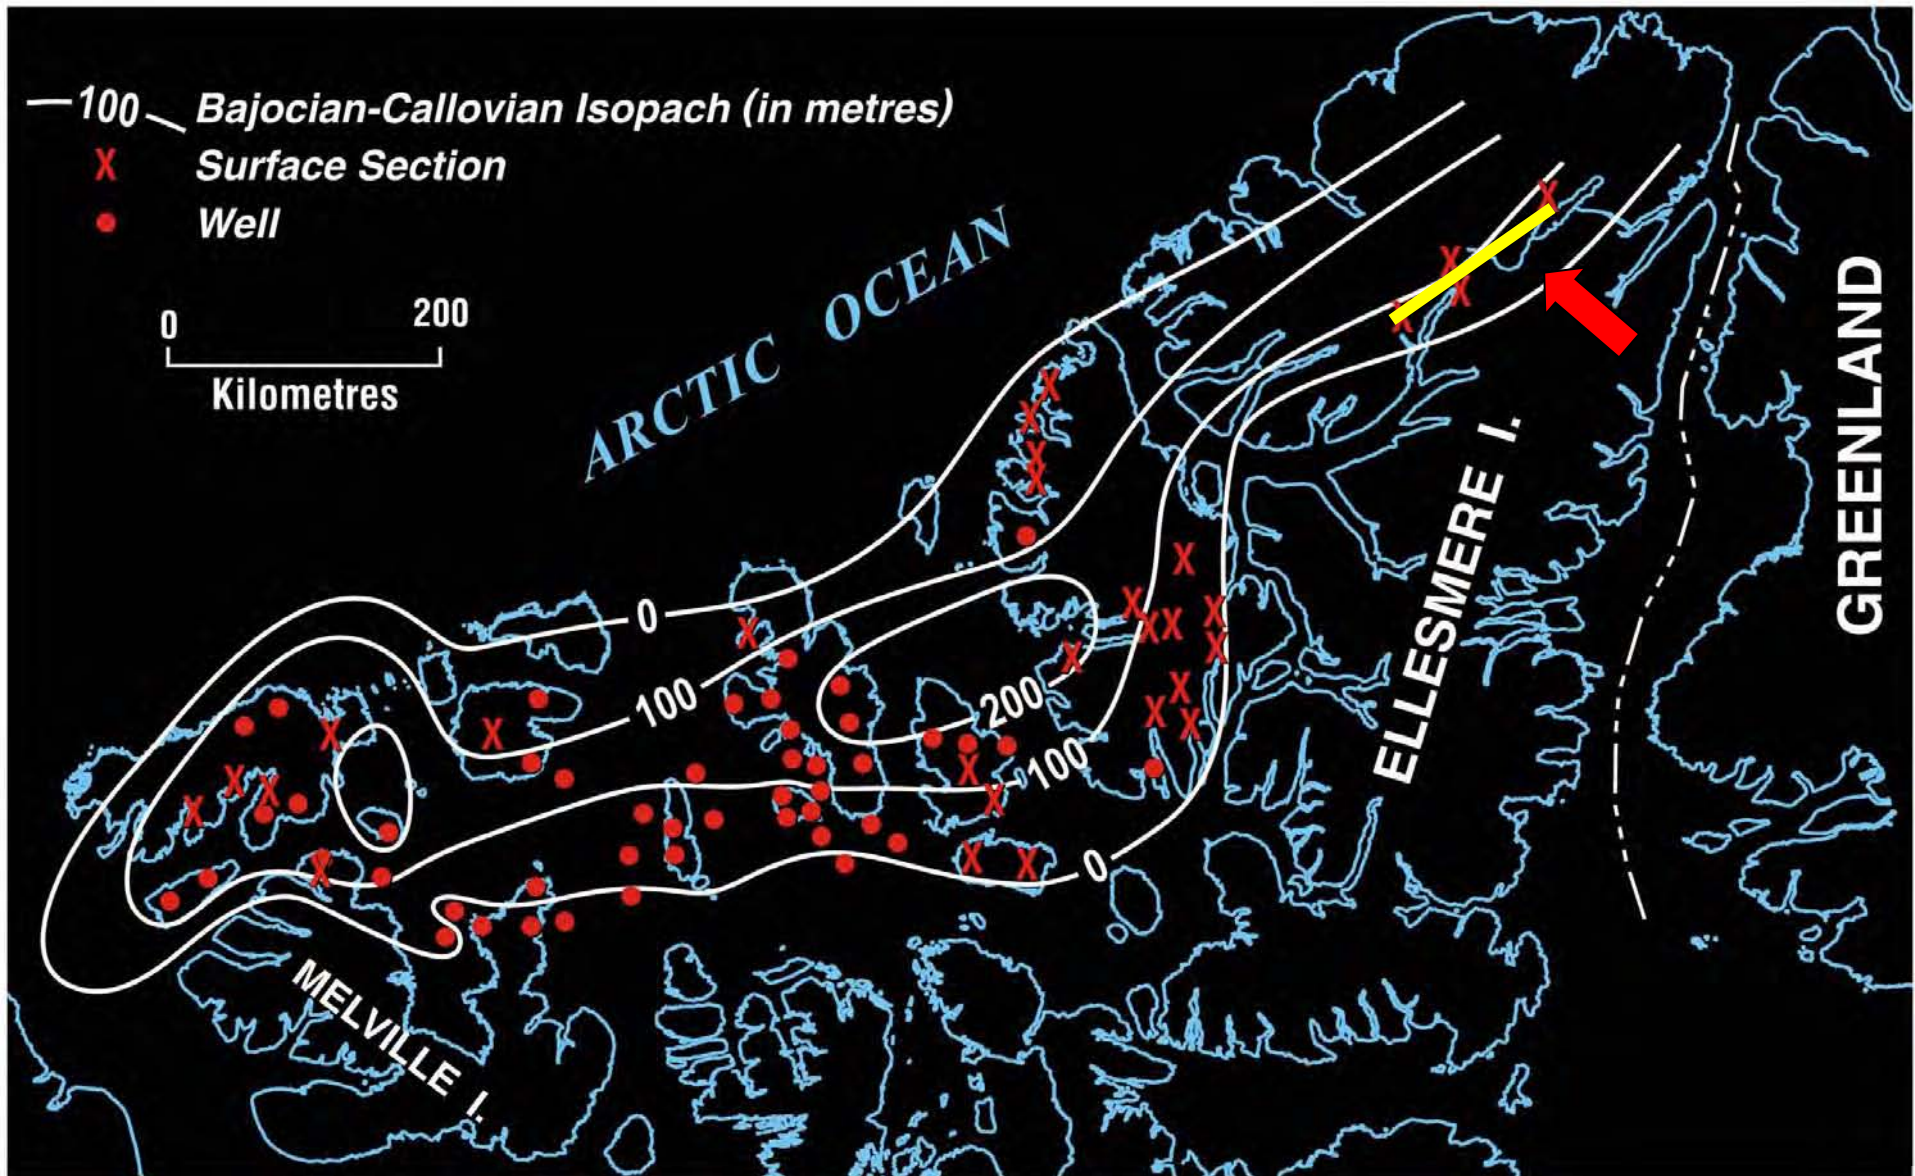 100 Bajocian-Callovian Isopach (in metres)
X Surface Section
Well
0 200
Kilometres
ARCTIC OCEAN
GREENLAND
ELLESMERE I.
0
100
200
100
0
MELVILLE I.